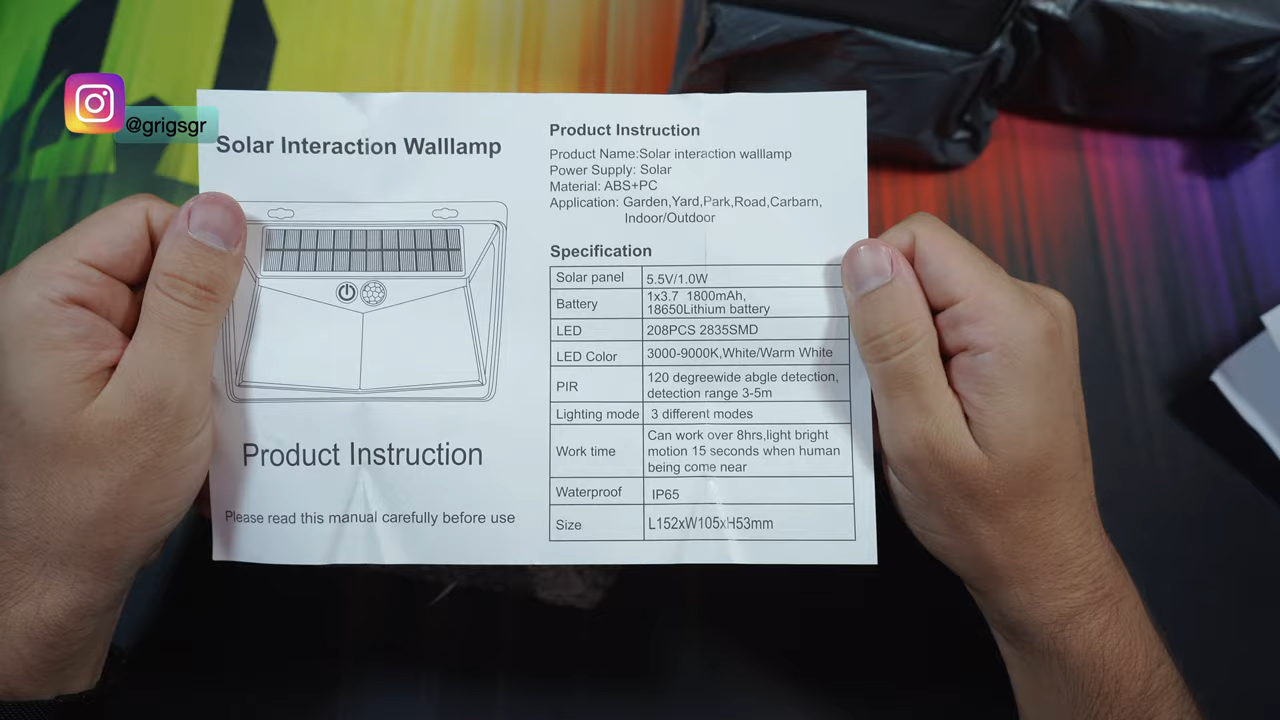 @grigsgr
Solar Interaction Walllamp
Product Instruction
Please read this manual carefully before use
Product Instruction
Product Name:Solar interaction walllamp
Power Supply: Solar
Material: ABS+PC
Application: Garden,Yard,Park,Road,Carbarn,
Indoor/Outdoor
Specification
Solar panel 5.5V/1.0W
Battery 1x3.7 1800mAh,
18650Lithium battery
LED 208PCS 2835SMD
LED Color 3000-9000K,White/Warm White
PIR 120 degreewide abgle detection,
detection range 3-5m
Lighting mode 3 different modes
Work time Can work over 8hrs,light bright
motion 15 seconds when human
being come near
Waterproof IP65
Size L152xW105xH53mm